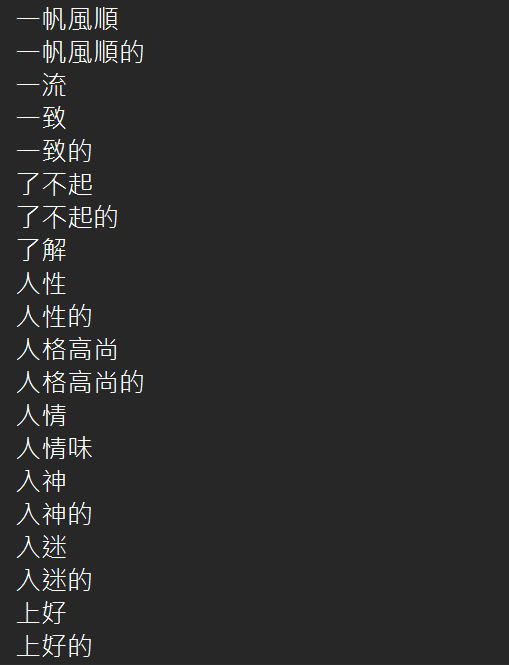 一帆風順
一帆風順的
一流
一致
一致的
了不起
了不起的
了解
人性
人性的
人格高尚
人格高尚的
人情
人情味
入神
入神的
入迷
入迷的
上好
上好的